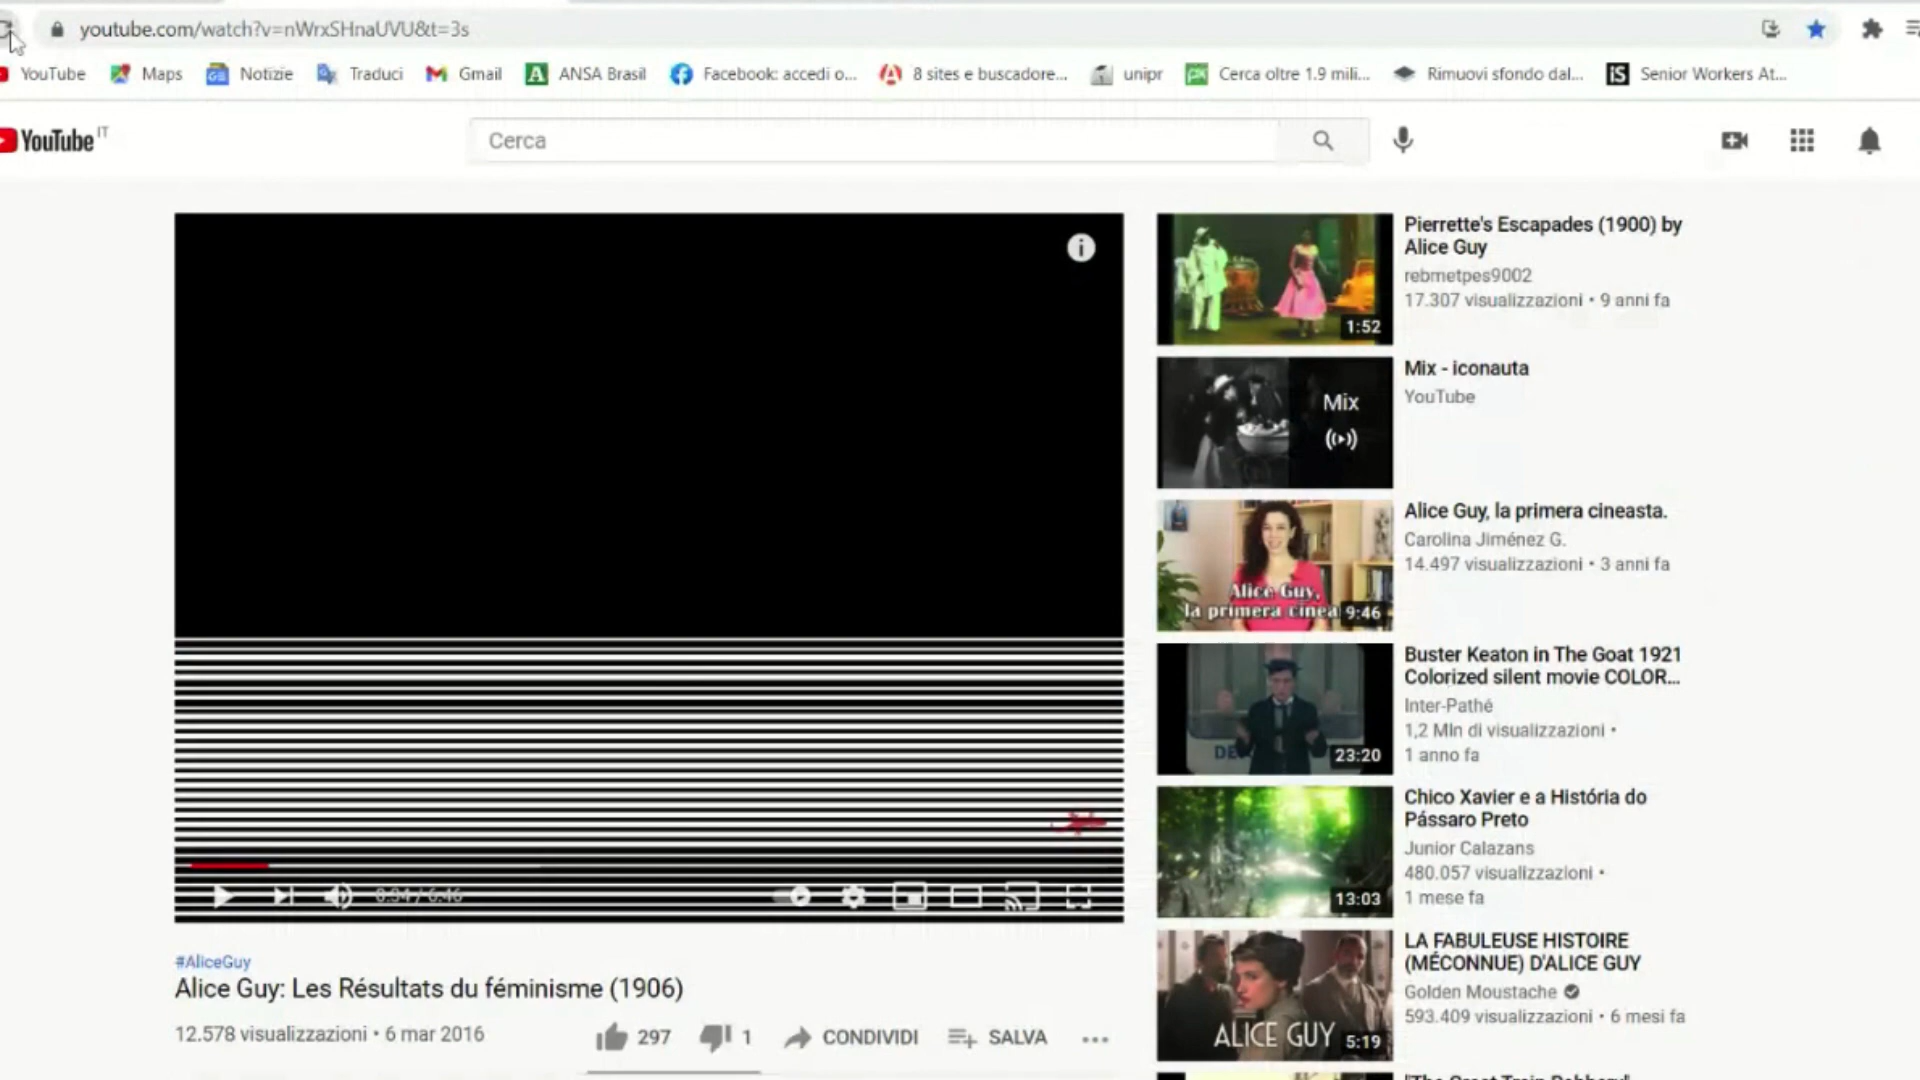 youtube.com/watch?v=nWrxSHnaUVU&t=3s
YouTube Maps Notizie Traduci Gmail ANSA Brasil Facebook: accedi o... 8 sites e buscadore... unipr Cerca oltre 1.9 mili... Rimuovi sfondo dal... Senior Workers At...
YouTube IT
Cerca
Pierrette's Escapades (1900) by
Alice Guy
rebmetpes9002
17.307 visualizzazioni • 9 anni fa
1:52
Mix - iconauta
YouTube
Mix
Alice Guy, la primera cineasta.
Carolina Jiménez G.
14.497 visualizzazioni • 3 anni fa
Alice Guy,
la primera cinea
9:46
Buster Keaton in The Goat 1921
Colorized silent movie COLOR...
Inter-Pathé
1,2 Mln di visualizzazioni •
1 anno fa
DE
23:20
Chico Xavier e a História do
Pássaro Preto
Junior Calazans
480.057 visualizzazioni •
1 mese fa
13:03
LA FABULEUSE HISTOIRE
(MÉCONNUE) D'ALICE GUY
Golden Moustache
593.409 visualizzazioni • 6 mesi fa
ALICE GUY
5:19
"The Great Train Robbery"
#AliceGuy
Alice Guy: Les Résultats du féminisme (1906)
12.578 visualizzazioni • 6 mar 2016
297 1 CONDIVIDI SALVA